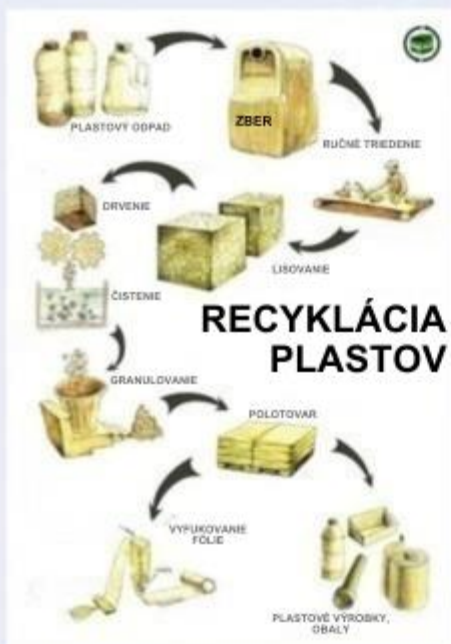 PLASTOVÝ ODPAD
ZBER
RUČNÉ TRIEDENIE
DRVENIE
LISOVANIE
ČISTENIE
RECYKLÁCIA
PLASTOV
GRANULOVANIE
POLOTOVAR
VYFUKOVANIE
FÓLIE
PLASTOVÉ VÝROBKY,
OBALY